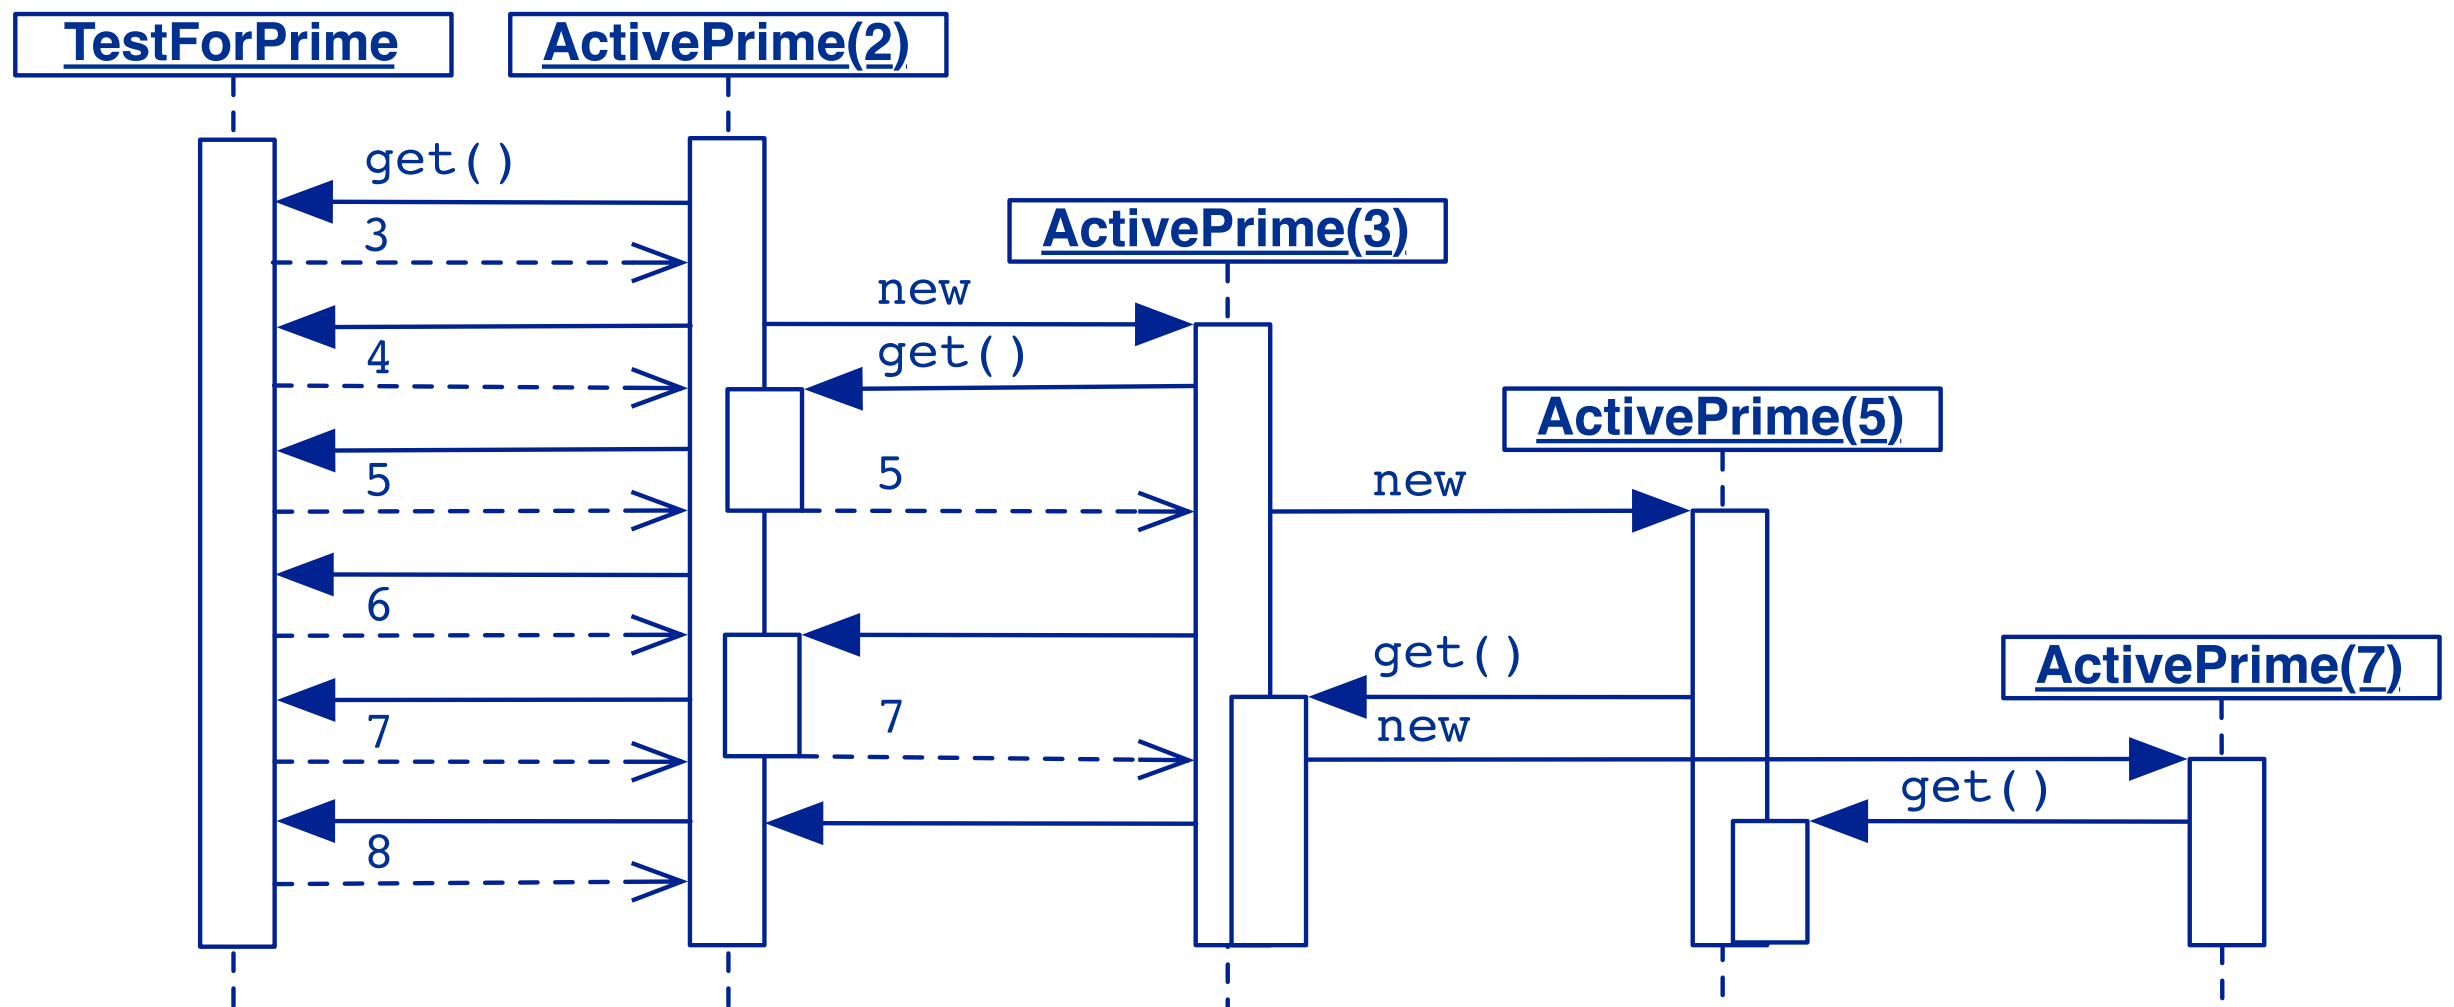 TestForPrime
ActivePrime(2)
get()
3
ActivePrime(3)
new
4
get()
ActivePrime(5)
5
5
new
6
get()
ActivePrime(7)
7
7
new
get()
8